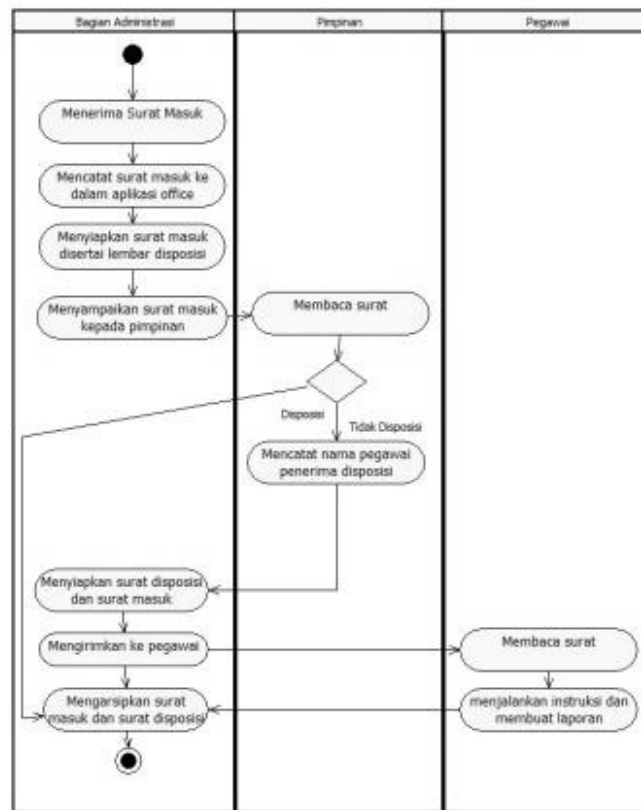 Bagian Administrasi
Pimpinan
Pegawai
Menerima Surat Masuk
Mencatat surat masuk ke
dalam aplikasi office
Menyiapkan surat masuk
disertai lembar disposisi
Menyampaikan surat masuk
kepada pimpinan
Membaca surat
Disposisi
Tidak Disposisi
Mencatat nama pegawai
penerima disposisi
Menyiapkan surat disposisi
dan surat masuk
Mengirimkan ke pegawai
Membaca surat
Mengarsipkan surat
masuk dan surat disposisi
menjalankan instruksi dan
membuat laporan